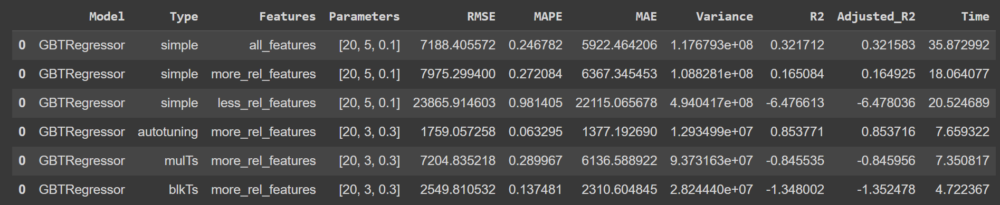 Model Type Features Parameters RMSE MAPE MAE Variance R2 Adjusted_R2 Time
0 GBTRegressor simple all_features [20, 5, 0.1] 7188.405572 0.246782 5922.464206 1.176793e+08 0.321712 0.321583 35.872992
0 GBTRegressor simple more_rel_features [20, 5, 0.1] 7975.299400 0.272084 6367.345453 1.088281e+08 0.165084 0.164925 18.064077
0 GBTRegressor simple less_rel_features [20, 5, 0.1] 23865.914603 0.981405 22115.065678 4.940417e+08 -6.476613 -6.478036 20.524689
0 GBTRegressor autotuning more_rel_features [20, 3, 0.3] 1759.057258 0.063295 1377.192690 1.293499e+07 0.853771 0.853716 7.659322
0 GBTRegressor mulTs more_rel_features [20, 3, 0.3] 7204.835218 0.289967 6136.588922 9.373163e+07 -0.845535 -0.845956 7.350817
0 GBTRegressor blkTs more_rel_features [20, 3, 0.3] 2549.810532 0.137481 2310.604845 2.824440e+07 -1.348002 -1.352478 4.722367